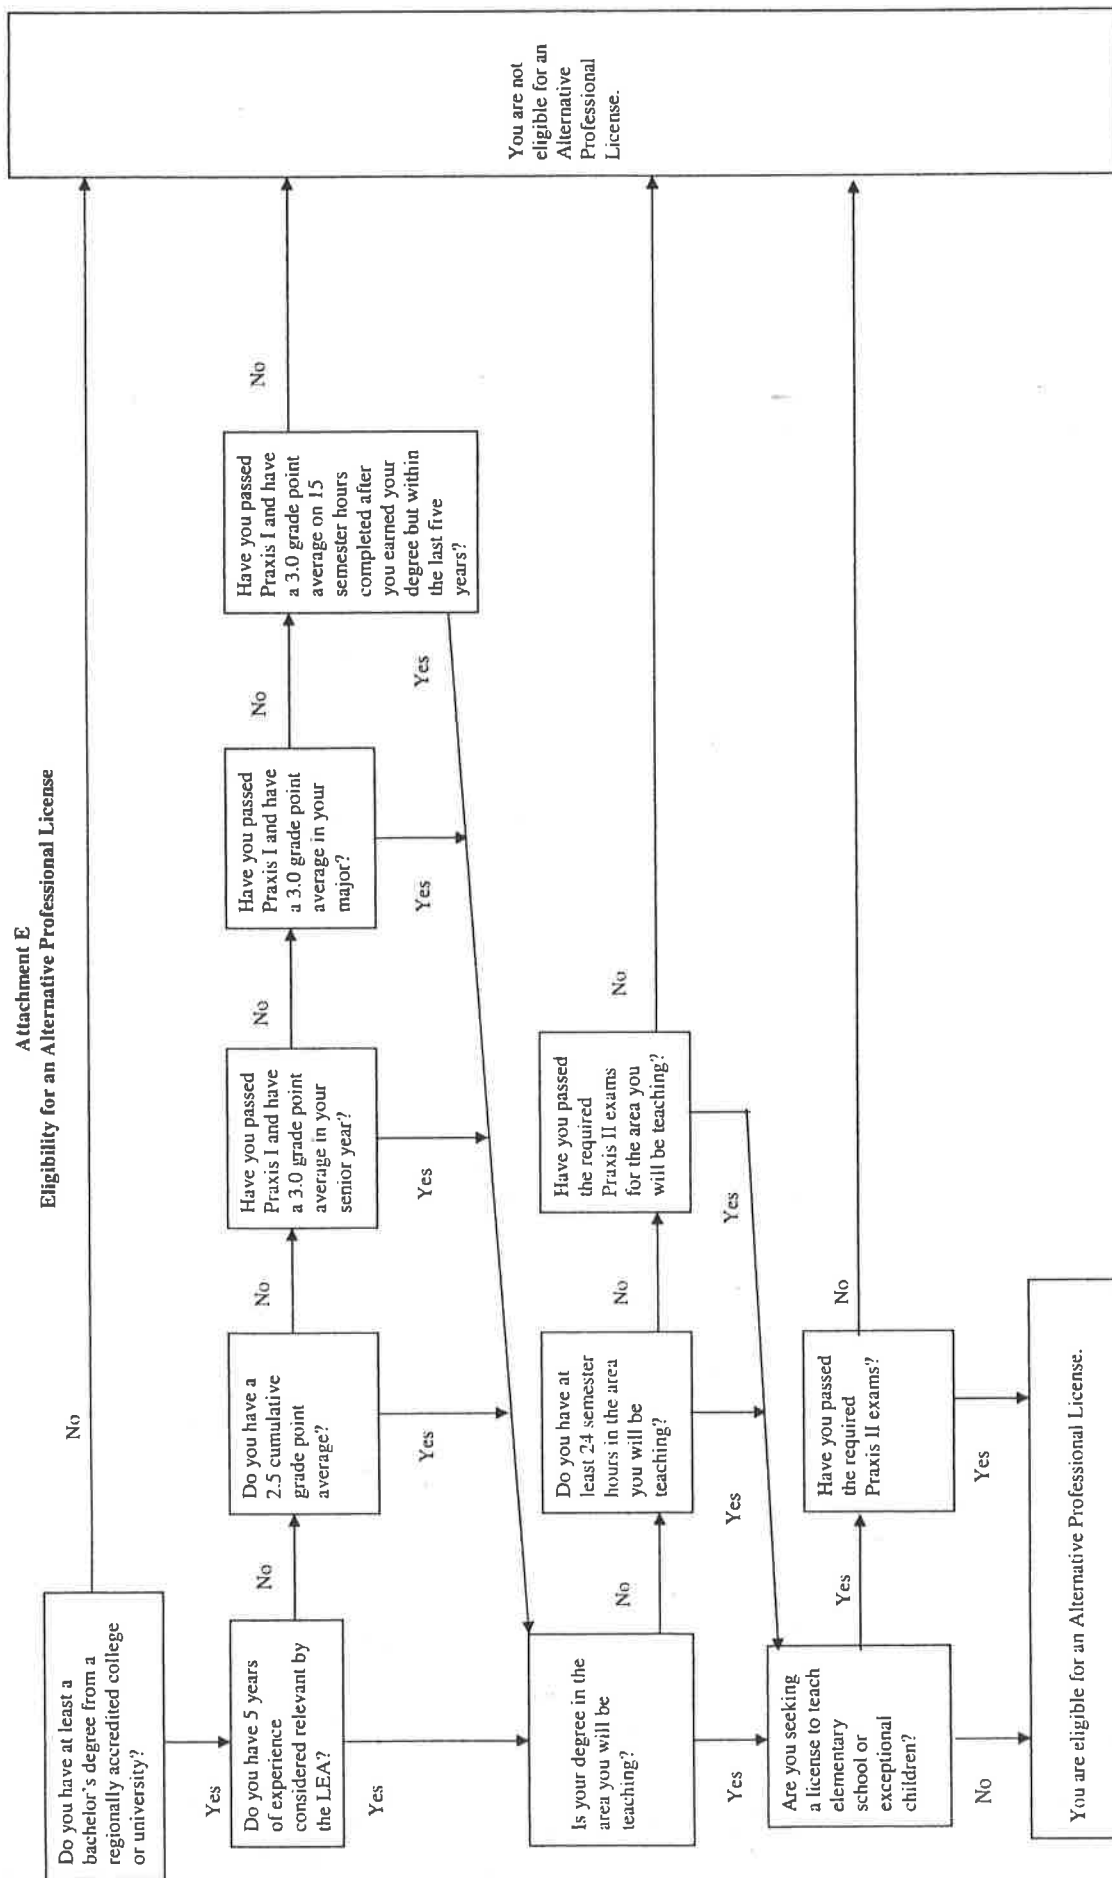 Attachment E
Eligibility for an Alternative Professional License
Do you have at least a
bachelor's degree from a
regionally accredited college
or university?
No
Yes
Do you have 5 years
of experience
considered relevant by
the LEA?
No
Yes
Do you have a
2.5 cumulative
grade point
average?
No
Yes
Have you passed
Praxis I and have
a 3.0 grade point
average in your
senior year?
No
Yes
Have you passed
Praxis I and have
a 3.0 grade point
average in your
major?
No
Yes
Have you passed
Praxis I and have
a 3.0 grade point
average on 15
semester hours
completed after
you earned your
degree but within
the last five
years?
No
Yes
Is your degree in the
area you will be
teaching?
No
Yes
Do you have at
least 24 semester
hours in the area
you will be
teaching?
No
Yes
Have you passed
the required
Praxis II exams
for the area you
will be teaching?
No
Yes
Are you seeking
a license to teach
elementary
school or
exceptional
children?
Yes
No
Have you passed
the required
Praxis II exams?
No
Yes
You are eligible for an Alternative Professional License.
You are not
eligible for an
Alternative
Professional
License.